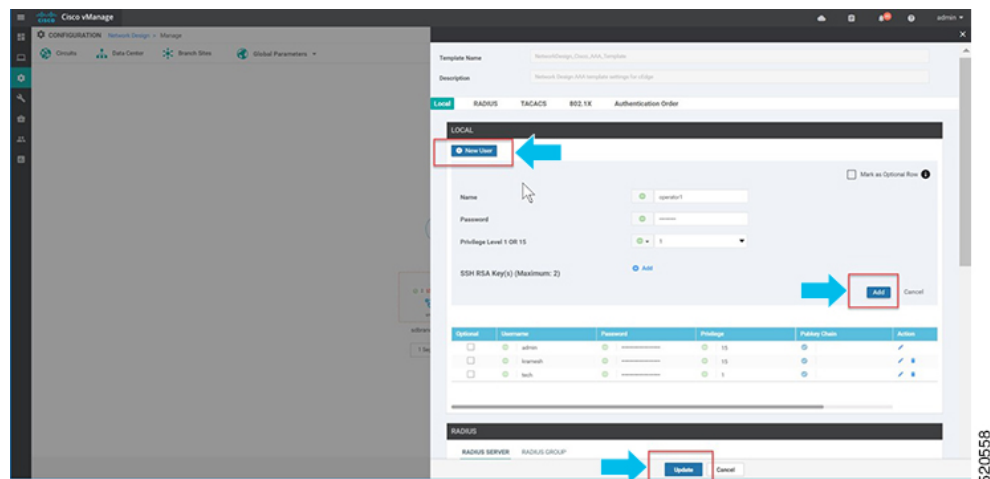 Cisco vManage
admin
CONFIGURATION Network Design > Manage
Circuits Data Center Branch Sites Global Parameters
Template Name NetworkDesign_Cisco_AAA_Template
Description Network Design AAA template settings for cEdge
Local RADIUS TACACS 802.1X Authentication Order
LOCAL
New User
Mark as Optional Row
Name operator1
Password ········
Privilege Level 1 OR 15 1
SSH RSA Key(s) (Maximum: 2) Add
Add Cancel
Optional Username Password Privilege Pubkey Chain Action
admin 15
15
tech 1
RADIUS
RADIUS SERVER RADIUS GROUP
Update Cancel
520558